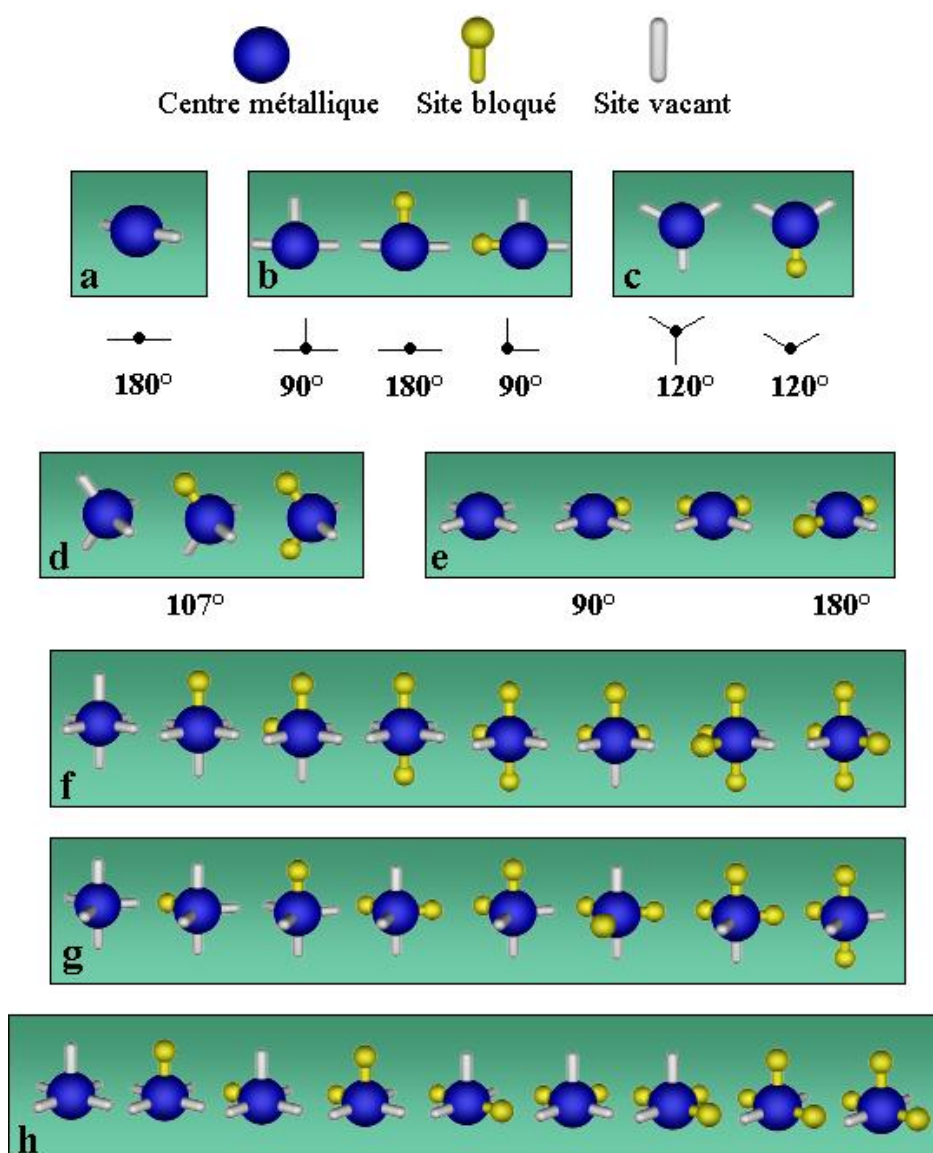 Centre métallique Site bloqué Site vacant
a b c
180° 90° 180° 90° 120° 120°
d e
107° 90° 180°
f
g
h